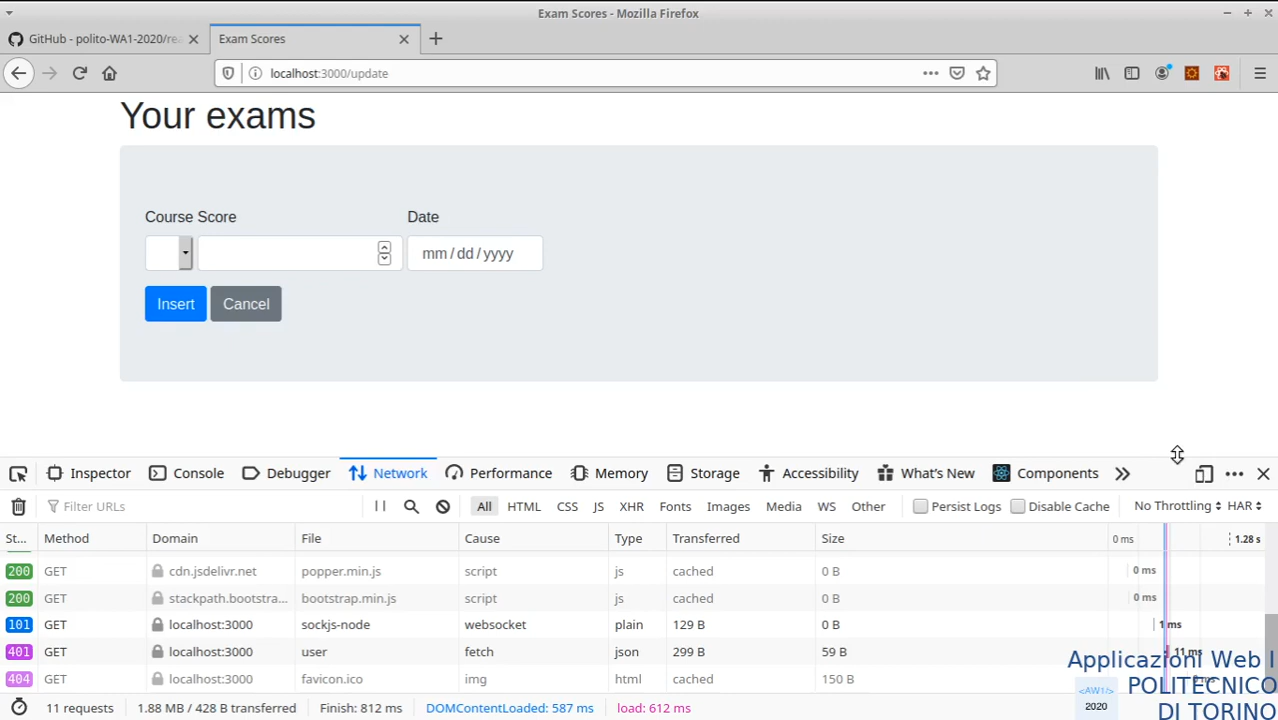 Exam Scores - Mozilla Firefox
GitHub - polito-WA1-2020/rea
Exam Scores
localhost:3000/update
Your exams
Course Score Date
mm / dd / yyyy
Insert Cancel
Inspector Console Debugger Network Performance Memory Storage Accessibility What's New Components
Filter URLs All HTML CSS JS XHR Fonts Images Media WS Other Persist Logs Disable Cache No Throttling HAR
St... Method Domain File Cause Type Transferred Size 0 ms 1.28 s
200 GET cdn.jsdelivr.net popper.min.js script js cached 0 B 0 ms
200 GET stackpath.bootstra... bootstrap.min.js script js cached 0 B 0 ms
101 GET localhost:3000 sockjs-node websocket plain 129 B 0 B 1 ms
401 GET localhost:3000 user fetch json 299 B 59 B 11 ms
404 GET localhost:3000 favicon.ico img html cached 150 B
11 requests 1.88 MB / 428 B transferred Finish: 812 ms DOMContentLoaded: 587 ms load: 612 ms
Applicazioni Web I
POLITECNICO
DI TORINO
<AW1/>
2020